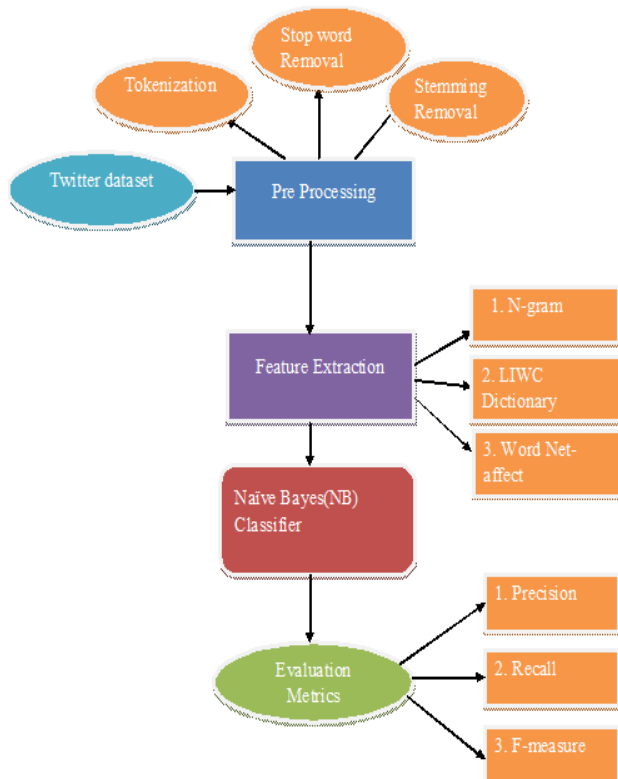 Stop word
Removal
Tokenization
Stemming
Removal
Twitter dataset
Pre Processing
1. N-gram
Feature Extraction
2. LIWC
Dictionary
3. Word Net-
affect
Naïve Bayes(NB)
Classifier
1. Precision
Evaluation
Metrics
2. Recall
3. F-measure